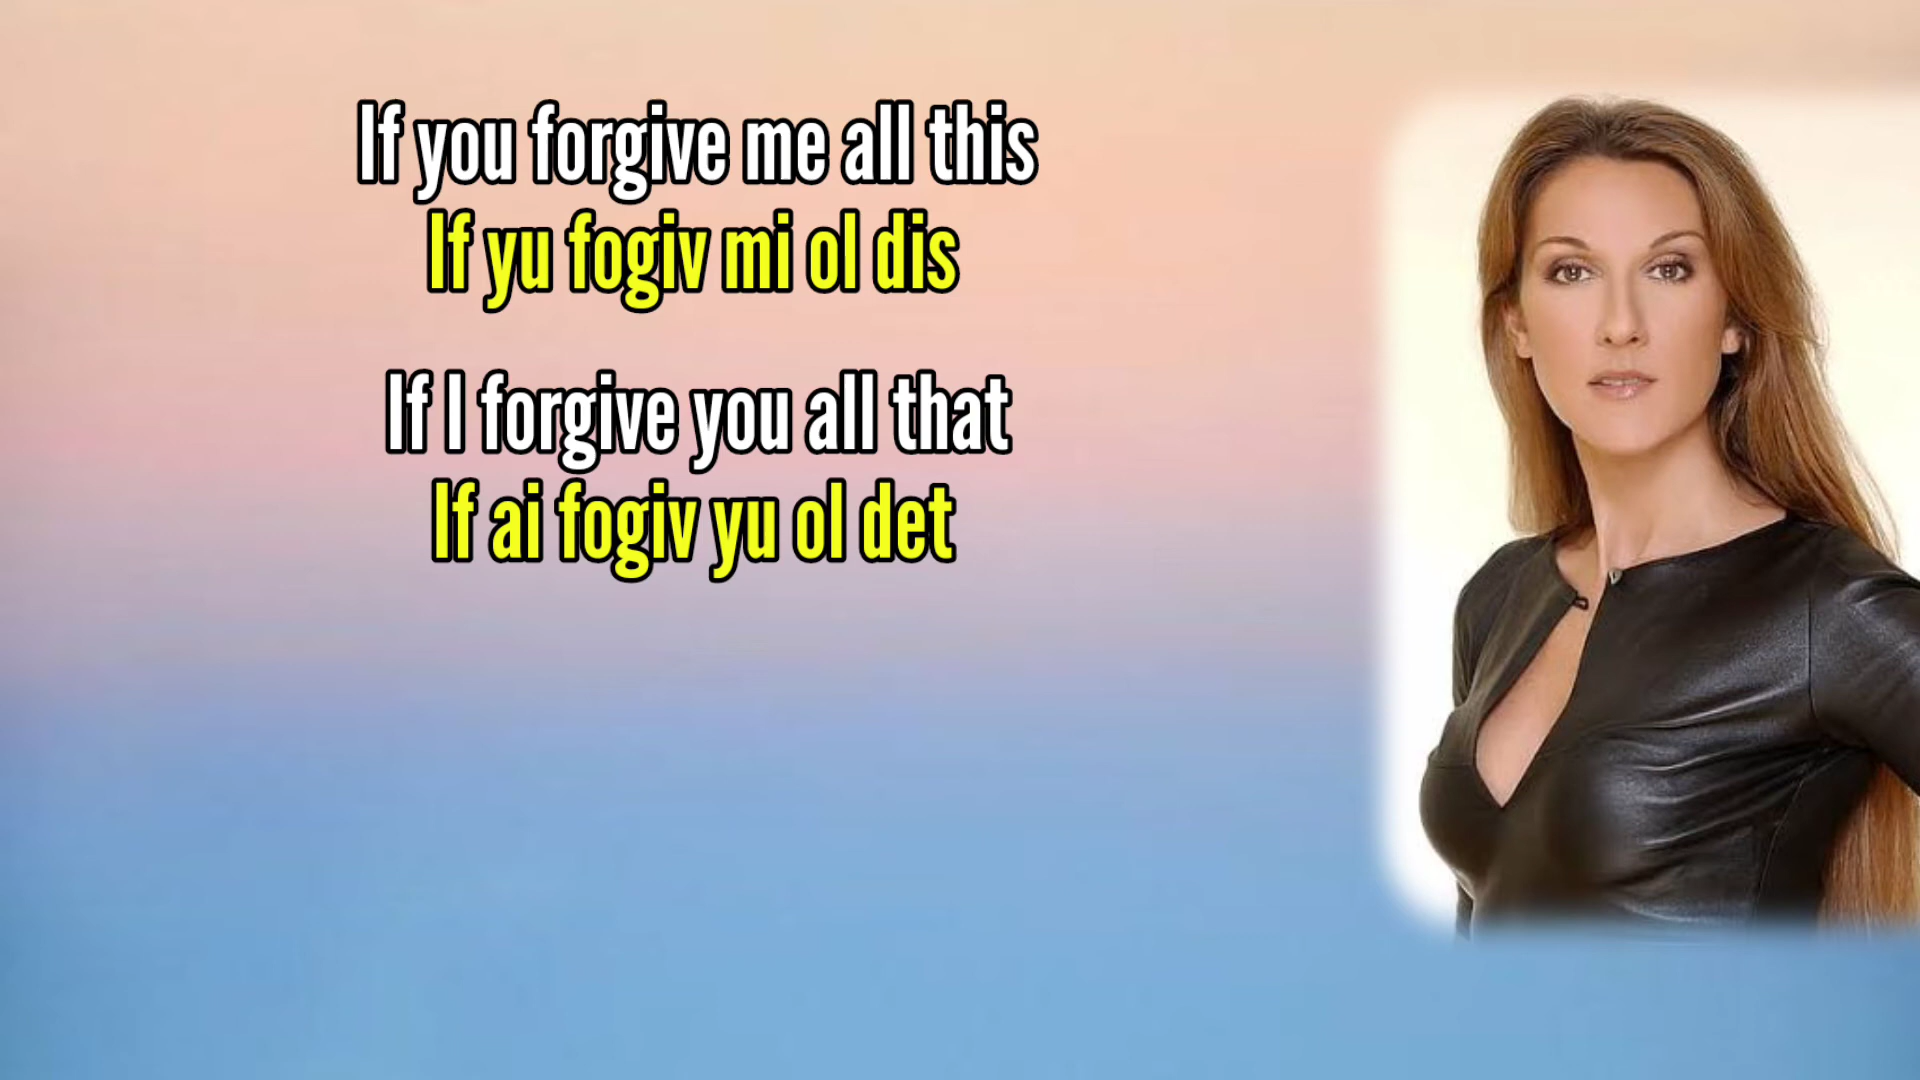 If you forgive me all this
If yu fogiv mi ol dis
If I forgive you all that
If ai fogiv yu ol det